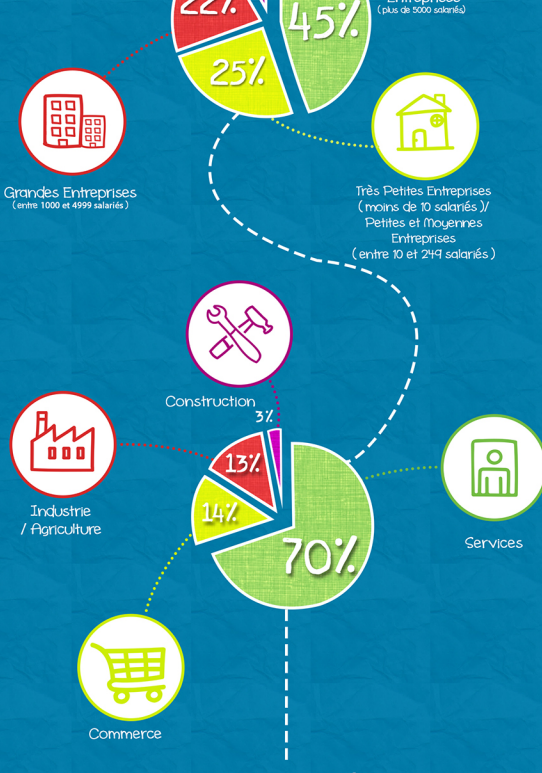 22%
Entreprises
(plus de 5000 salariés)
45%
25%
Grandes Entreprises
(entre 1000 et 4999 salariés)
Très Petites Entreprises
(moins de 10 salariés)/
Petites et Moyennes
Entreprises
(entre 10 et 249 salariés)
Construction
3%
13%
14%
70%
Industrie
/ Agriculture
Services
Commerce